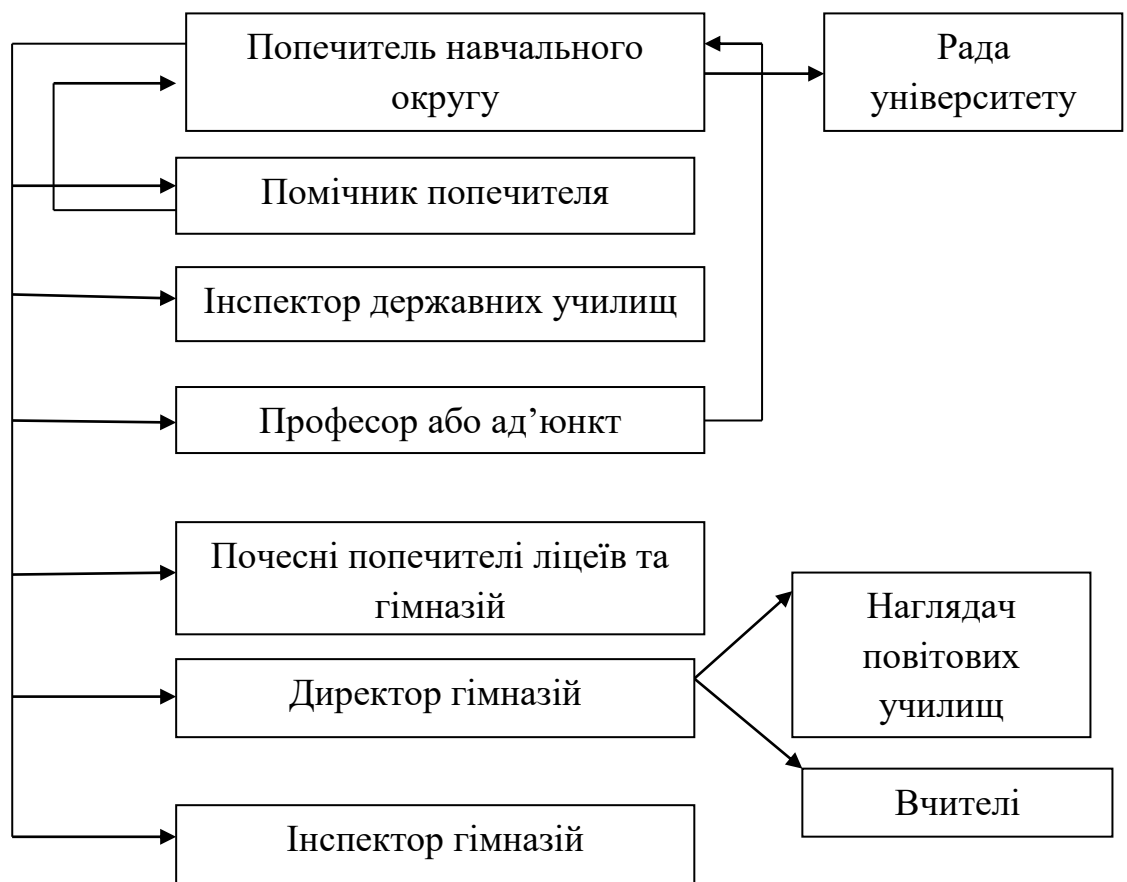 Попечитель навчального
округу
Рада
університету
Помічник попечителя
Інспектор державних училищ
Професор або ад’юнкт
Почесні попечителі ліцеїв та
гімназій
Директор гімназій
Наглядач
повітових
училищ
Вчителі
Інспектор гімназій